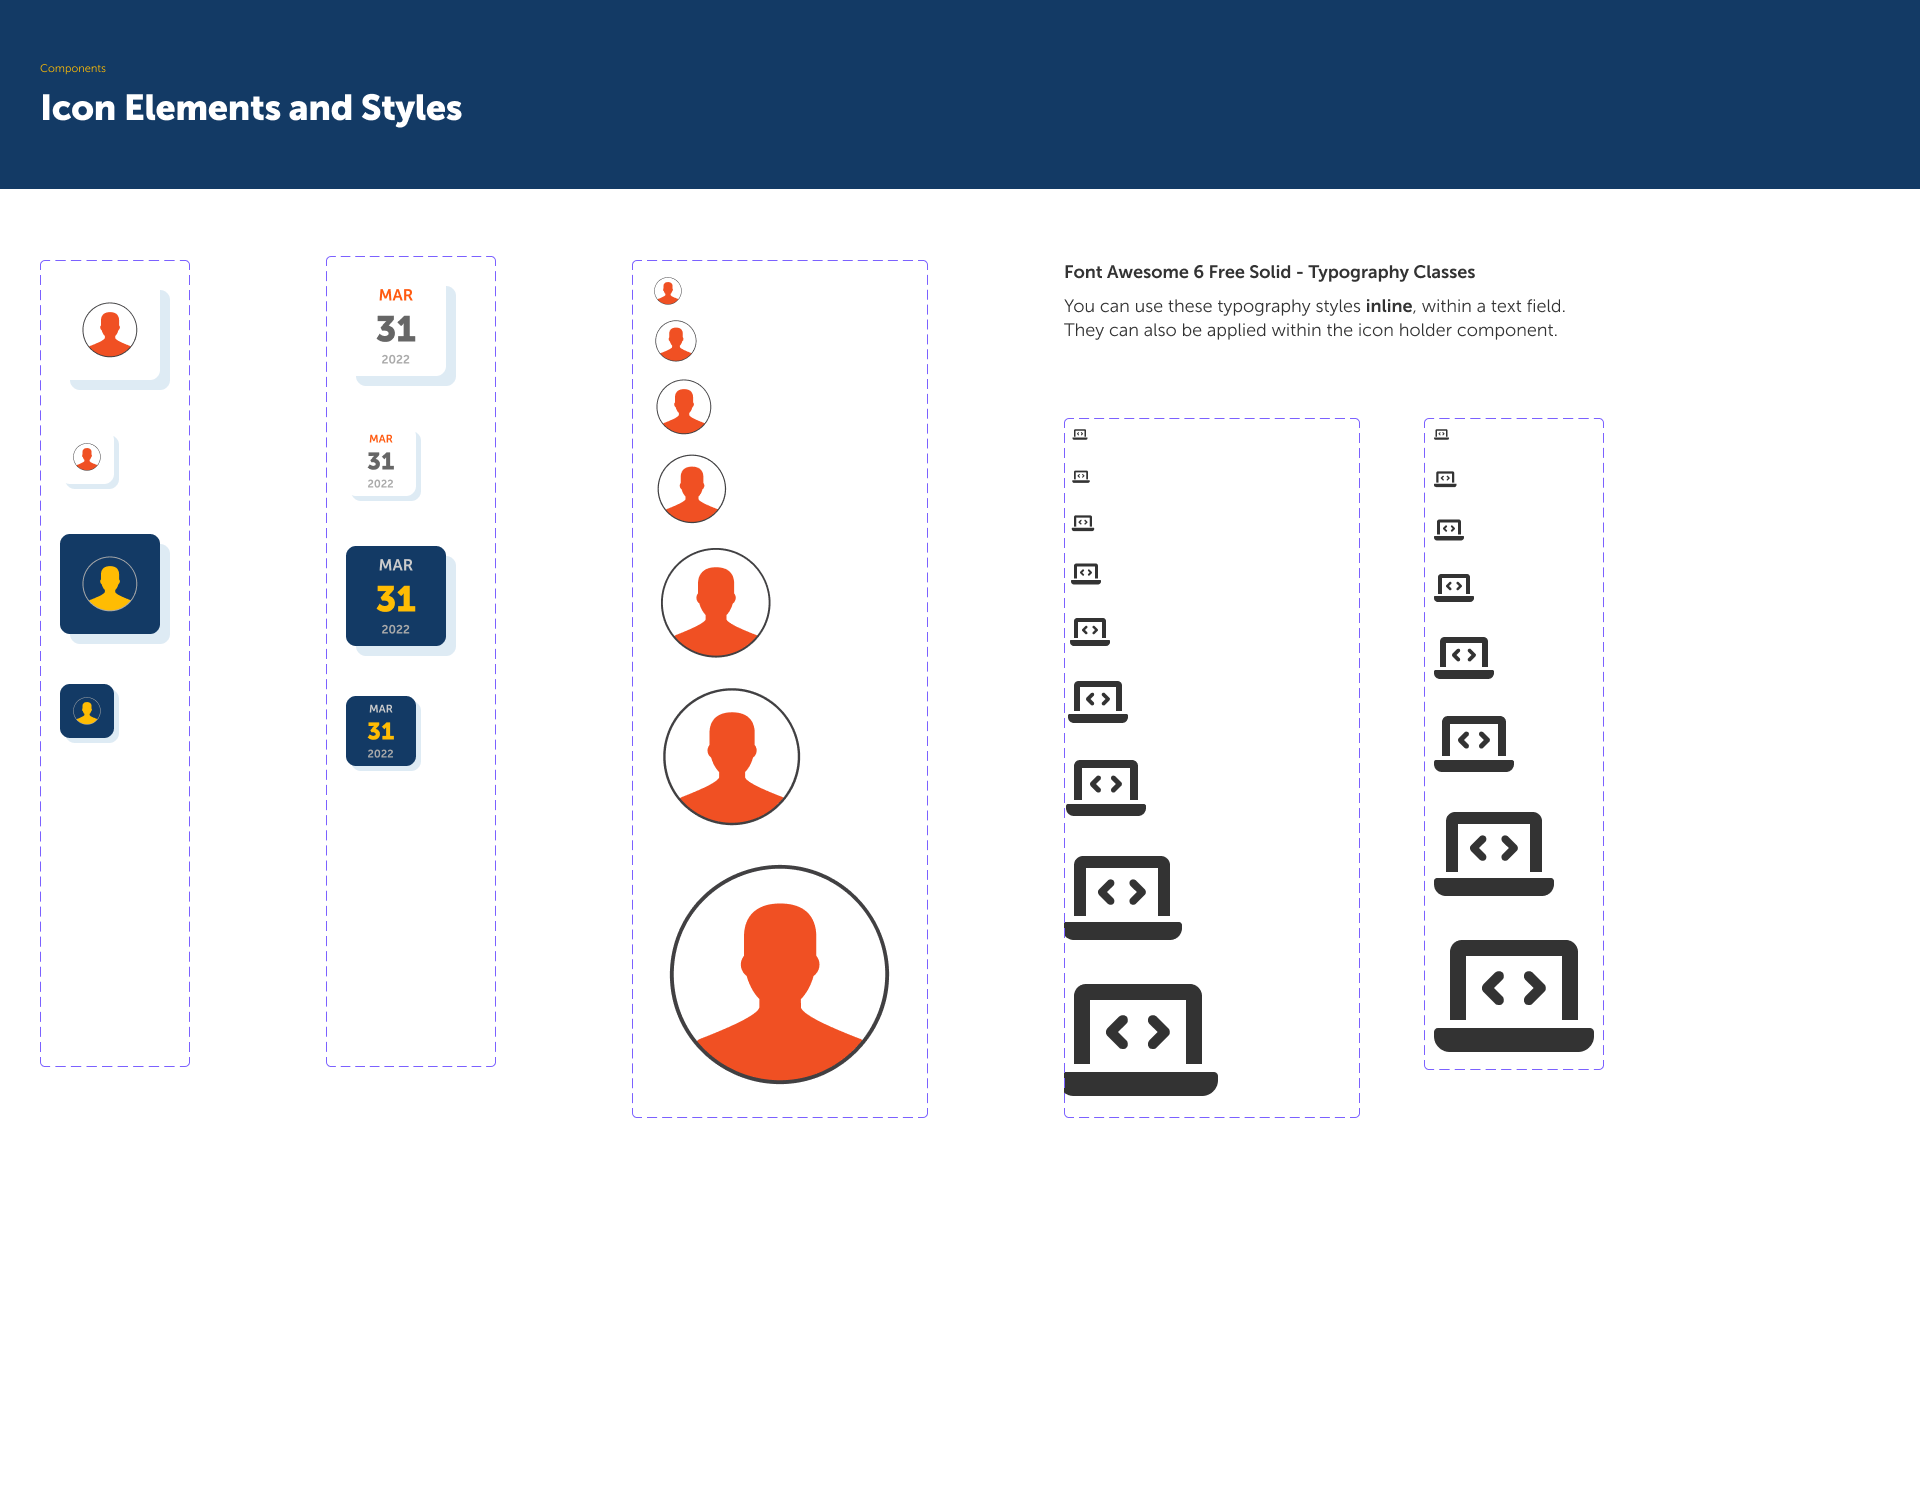 Components
Icon Elements and Styles
MAR
31
2022
MAR
31
2022
MAR
31
2022
MAR
31
2022
Font Awesome 6 Free Solid - Typography Classes
You can use these typography styles inline, within a text field.
They can also be applied within the icon holder component.